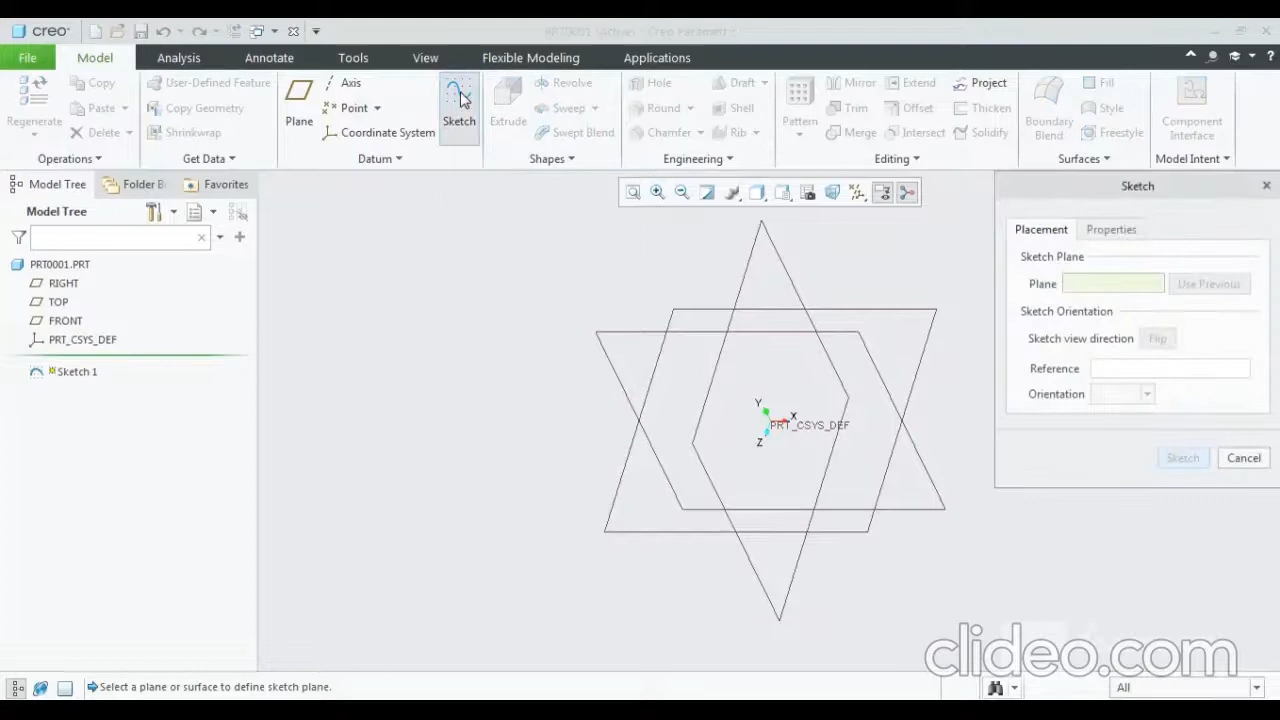 creo
PRT0001 (Active) - Creo Parametric
File Model Analysis Annotate Tools View Flexible Modeling Applications
Regenerate
Copy
Paste
Delete
Operations
User-Defined Feature
Copy Geometry
Shrinkwrap
Get Data
Plane
Axis
Point
Coordinate System
Sketch
Datum
Extrude
Revolve
Sweep
Swept Blend
Shapes
Hole
Round
Chamfer
Draft
Shell
Rib
Engineering
Pattern
Mirror
Trim
Merge
Extend
Offset
Intersect
Project
Thicken
Solidify
Editing
Boundary
Blend
Fill
Style
Freestyle
Surfaces
Component
Interface
Model Intent
Model Tree
Folder B
Favorites
Model Tree
PRT0001.PRT
RIGHT
TOP
FRONT
PRT_CSYS_DEF
Sketch 1
Y
X
PRT_CSYS_DEF
Z
Sketch
Placement Properties
Sketch Plane
Plane Use Previous
Sketch Orientation
Sketch view direction Flip
Reference
Orientation
Sketch Cancel
clideo.com
Select a plane or surface to define sketch plane.
All